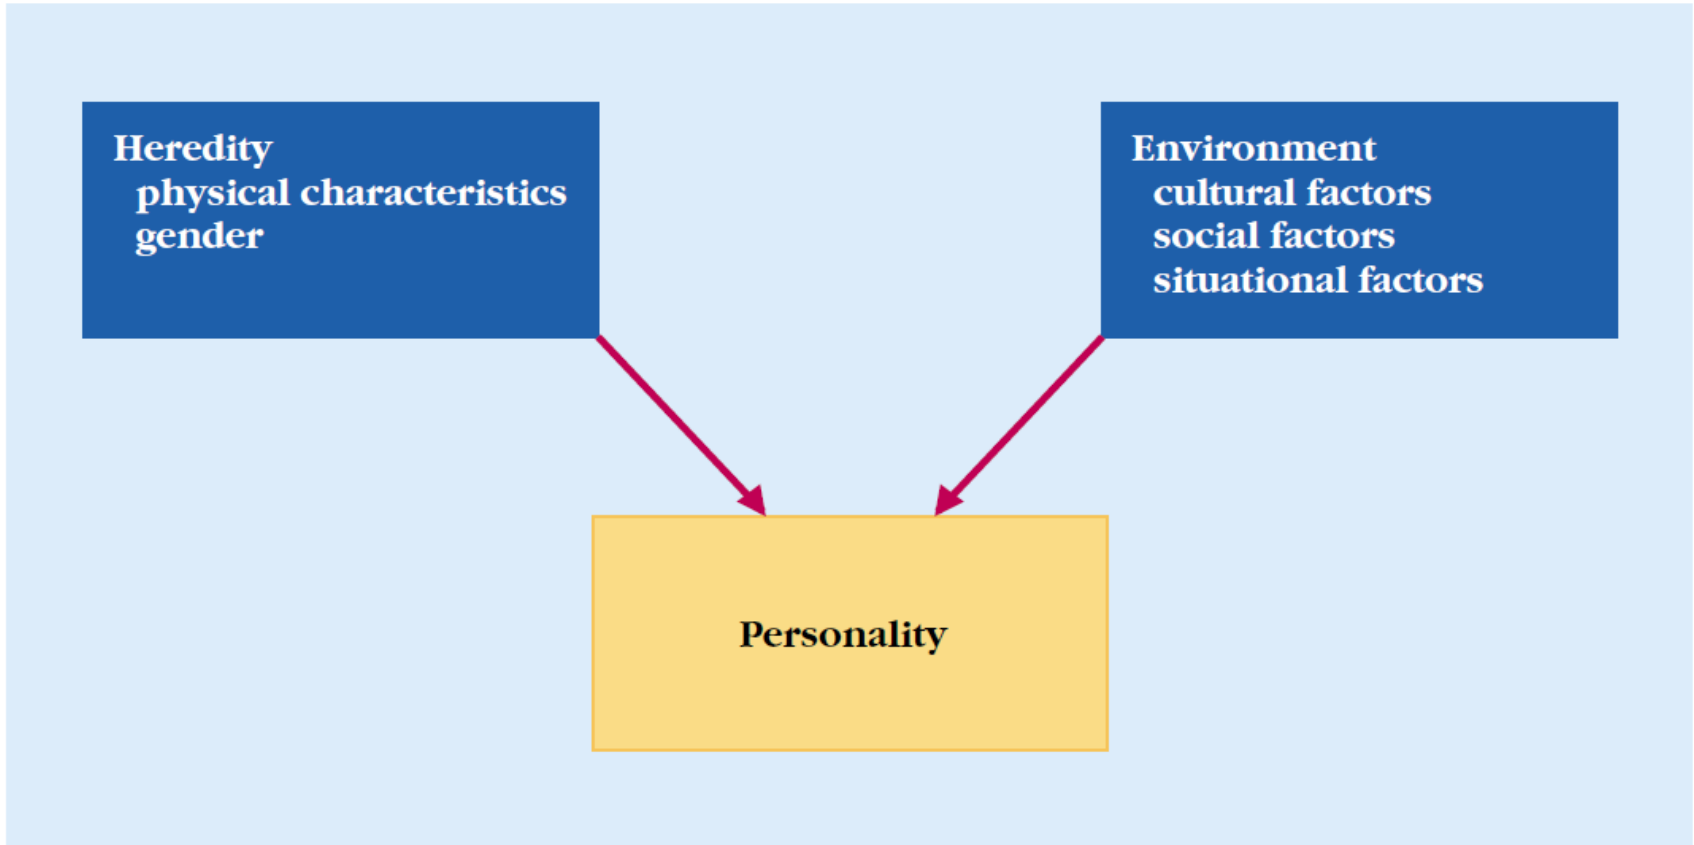 Heredity
physical characteristics
gender
Environment
cultural factors
social factors
situational factors
Personality